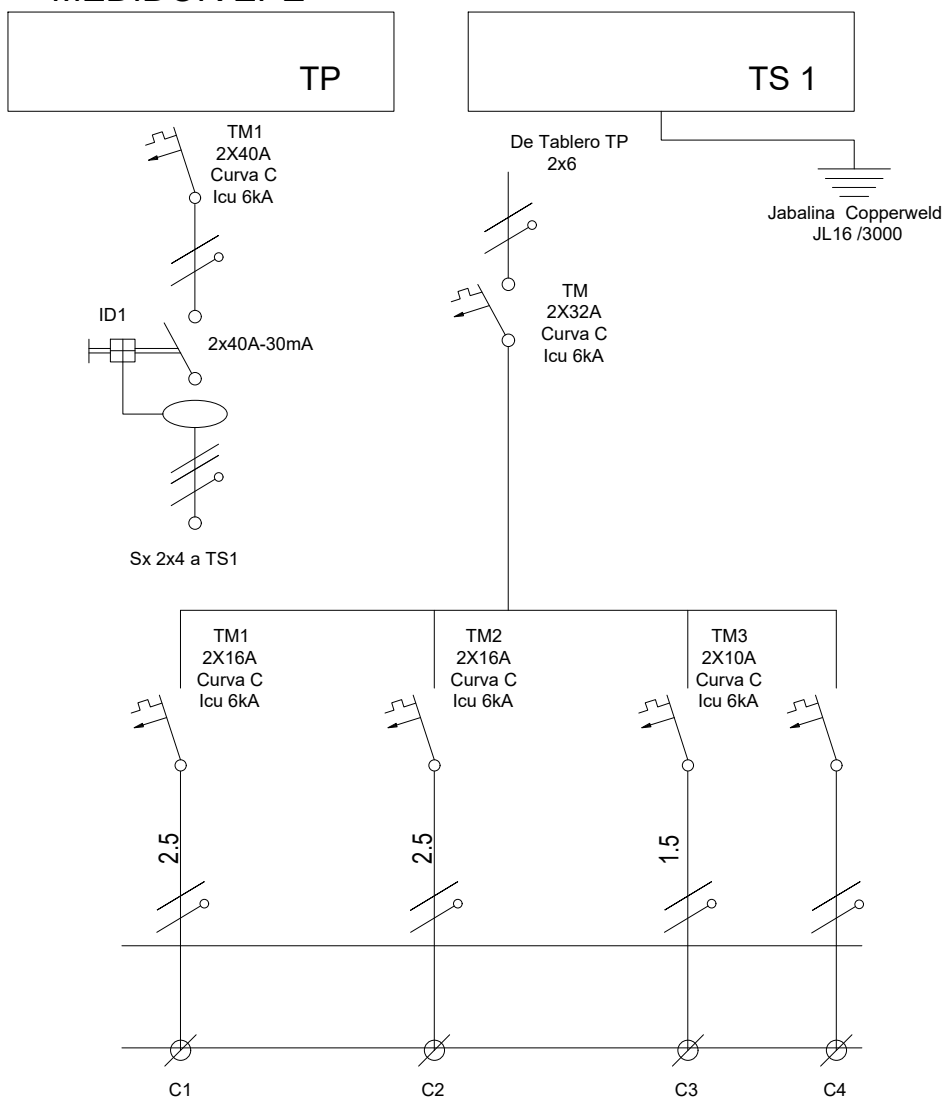 TP
TS 1
TM1
2X40A
Curva C
Icu 6kA
De Tablero TP
2x6
Jabalina Copperweld
JL16 /3000
TM
2X32A
Curva C
Icu 6kA
ID1
2x40A-30mA
Sx 2x4 a TS1
TM1
2X16A
Curva C
Icu 6kA
TM2
2X16A
Curva C
Icu 6kA
TM3
2X10A
Curva C
Icu 6kA
2.5
2.5
1.5
C1
C2
C3
C4